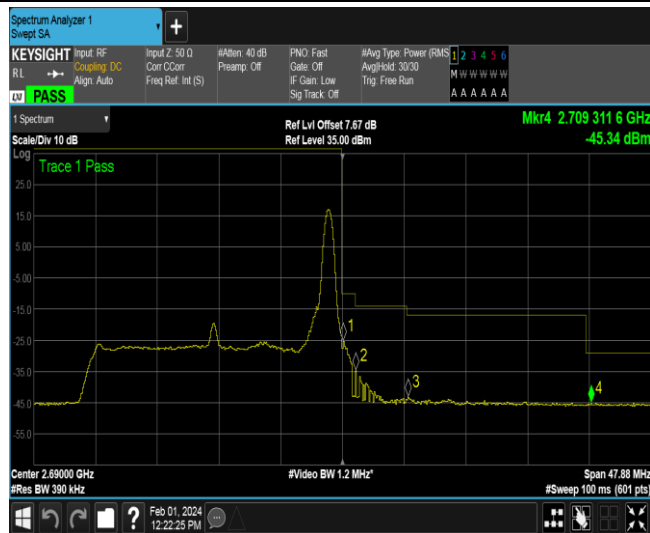 Spectrum Analyzer 1
Swept SA
+
KEYSIGHT
RL
LXI PASS
Input: RF
Coupling: DC
Align: Auto
Input Z: 50 Ω
Corr CCorr
Freq Ref: Int (S)
#Atten: 40 dB
Preamp: Off
PNO: Fast
Gate: Off
IF Gain: Low
Sig Track: Off
#Avg Type: Power (RMS
Avg|Hold: 30/30
Trig: Free Run
1 2 3 4 5 6
M W W W W W
A A A A A A
1 Spectrum
Scale/Div 10 dB
Ref Lvl Offset 7.67 dB
Ref Level 35.00 dBm
Mkr4 2.709 311 6 GHz
-45.34 dBm
Log
Trace 1 Pass
25.0
15.0
5.00
-5.00
-15.0
-25.0
-35.0
-45.0
-55.0
1
2
3
4
Center 2.69000 GHz
#Res BW 390 kHz
#Video BW 1.2 MHz*
Span 47.88 MHz
#Sweep 100 ms (601 pts)
?
Feb 01, 2024
12:22:25 PM